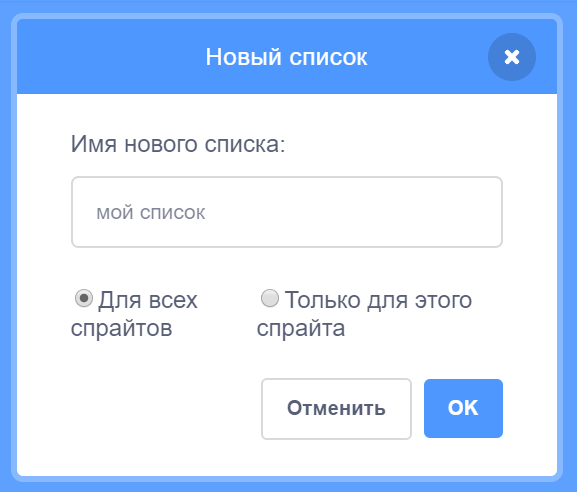 Новый список
Имя нового списка:
мой список
Для всех
спрайтов
Только для этого
спрайта
Отменить
OK